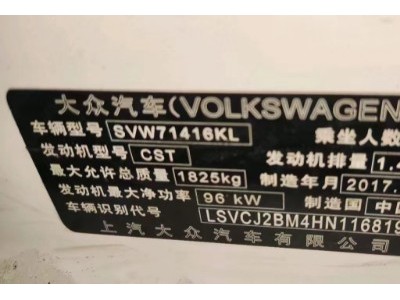 大众汽车(VOLKSWAGEN
车辆型号 SVW71416KL 乘坐人数
发动机型号 CST 发动机排量 1.4
最大允许总质量 1825kg 制造年月 2017.
发动机最大净功率 96 kW 制造国 中
车辆识别代号 LSVCJ2BM4HN116819
上汽大众汽车有限公司